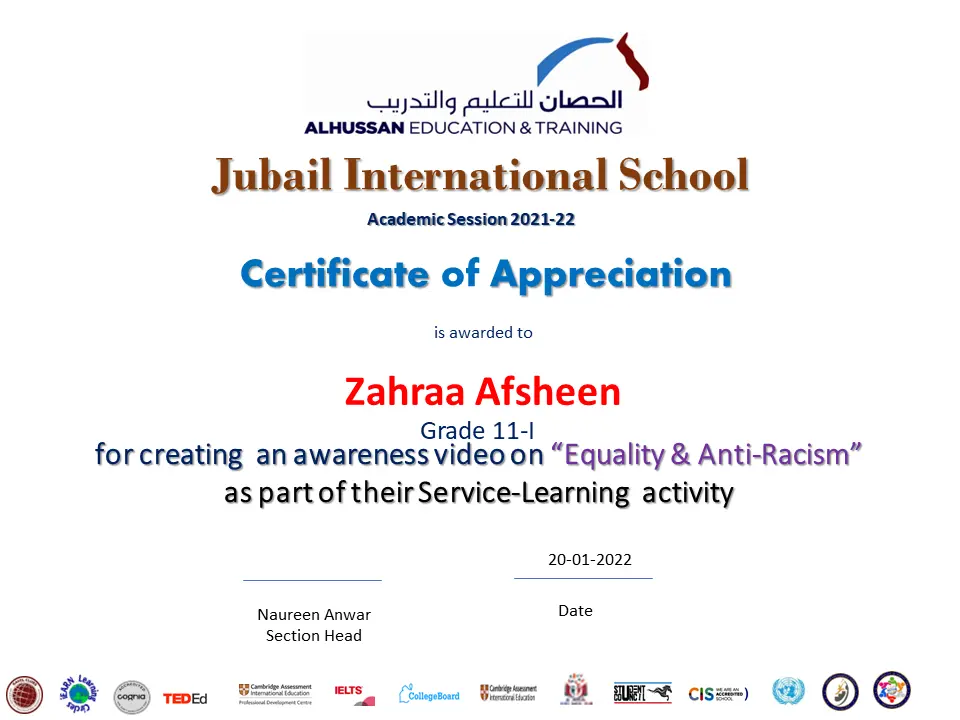 الحصان للتعليم والتدريب
ALHUSSAN EDUCATION & TRAINING
Jubail International School
Academic Session 2021-22
Certificate of Appreciation
is awarded to
Zahraa Afsheen
Grade 11-I
for creating an awareness video on “Equality & Anti-Racism”
as part of their Service-Learning activity
20-01-2022
Naureen Anwar
Section Head
Date
iEARN Learning Circles
ACCREDITED
cognia
SCHOOL
TEDEd
Cambridge Assessment
International Education
Professional Development Centre
IELTS
CollegeBoard
Cambridge Assessment
International Education
STUDENT
CIS
WE ARE AN
ACCREDITED
SCHOOL